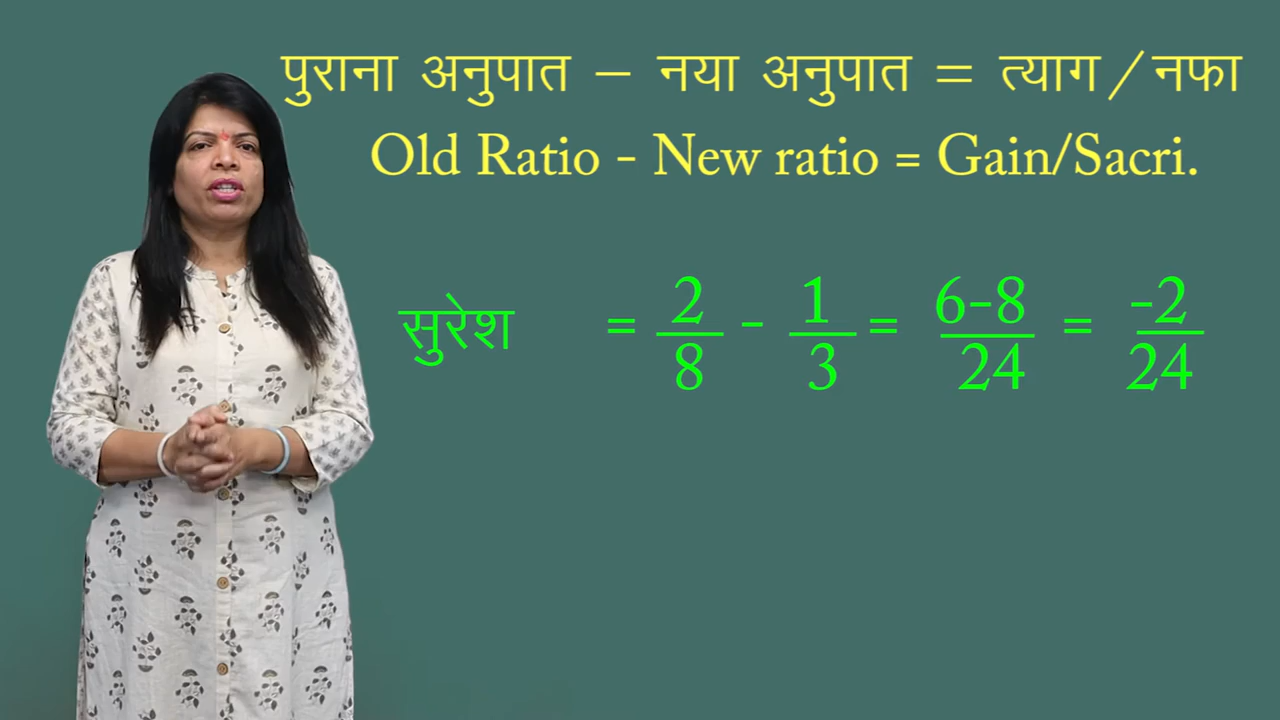 पुराना अनुपात – नया अनुपात = त्याग/नफा
Old Ratio - New ratio = Gain/Sacri.
सुरेश = 2/8 - 1/3 = 6-8/24 = -2/24